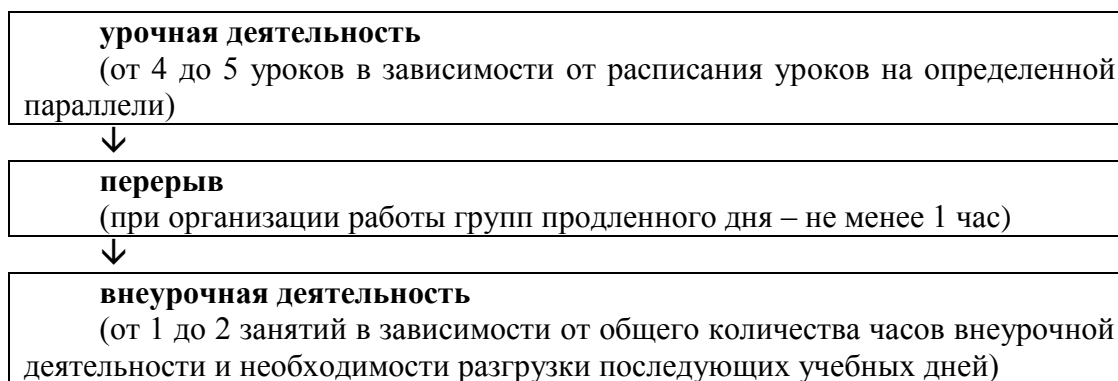 урочная деятельность
(от 4 до 5 уроков в зависимости от расписания уроков на определенной
параллели)
↓
перерыв
(при организации работы групп продленного дня – не менее 1 час)
↓
внеурочная деятельность
(от 1 до 2 занятий в зависимости от общего количества часов внеурочной
деятельности и необходимости разгрузки последующих учебных дней)